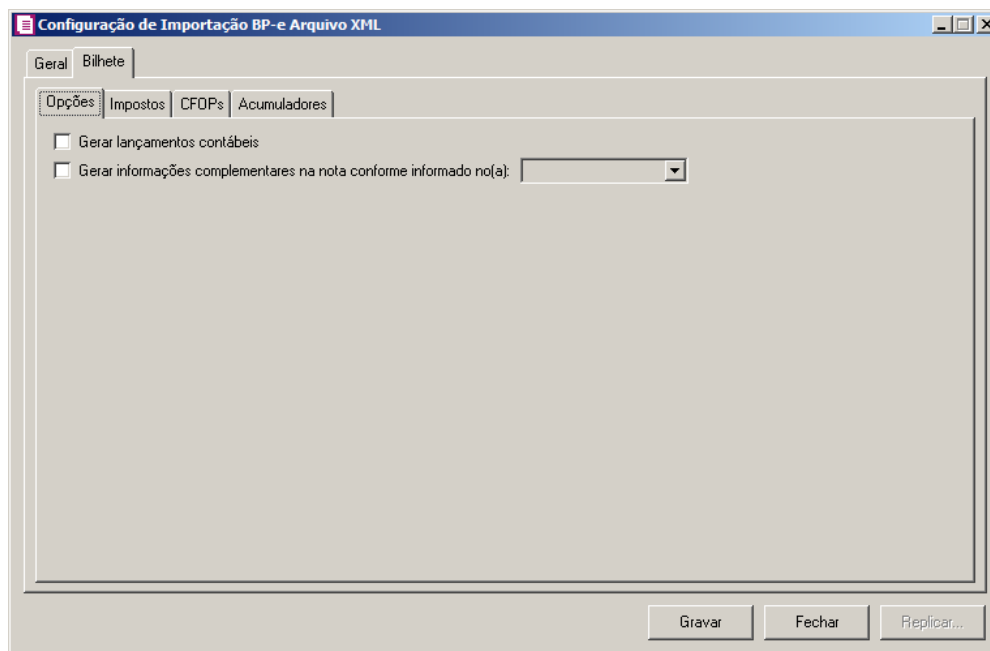 Configuração de Importação BP-e Arquivo XML
Geral Bilhete
Opções Impostos CFOPs Acumuladores
Gerar lançamentos contábeis
Gerar informações complementares na nota conforme informado no(a):
Gravar Fechar Replicar...